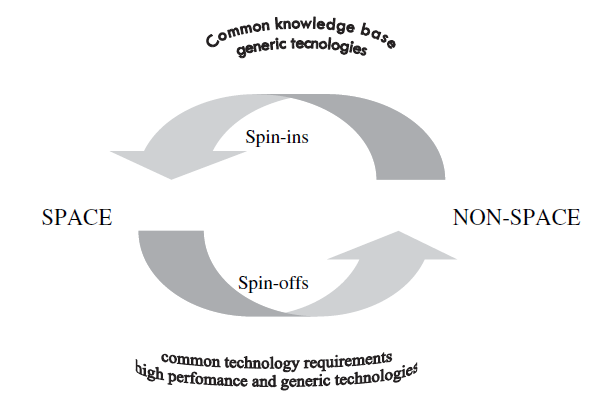 Common knowledge base
generic tecnologies
Spin-ins
SPACE
NON-SPACE
Spin-offs
common technology requirements
high perfomance and generic technologies